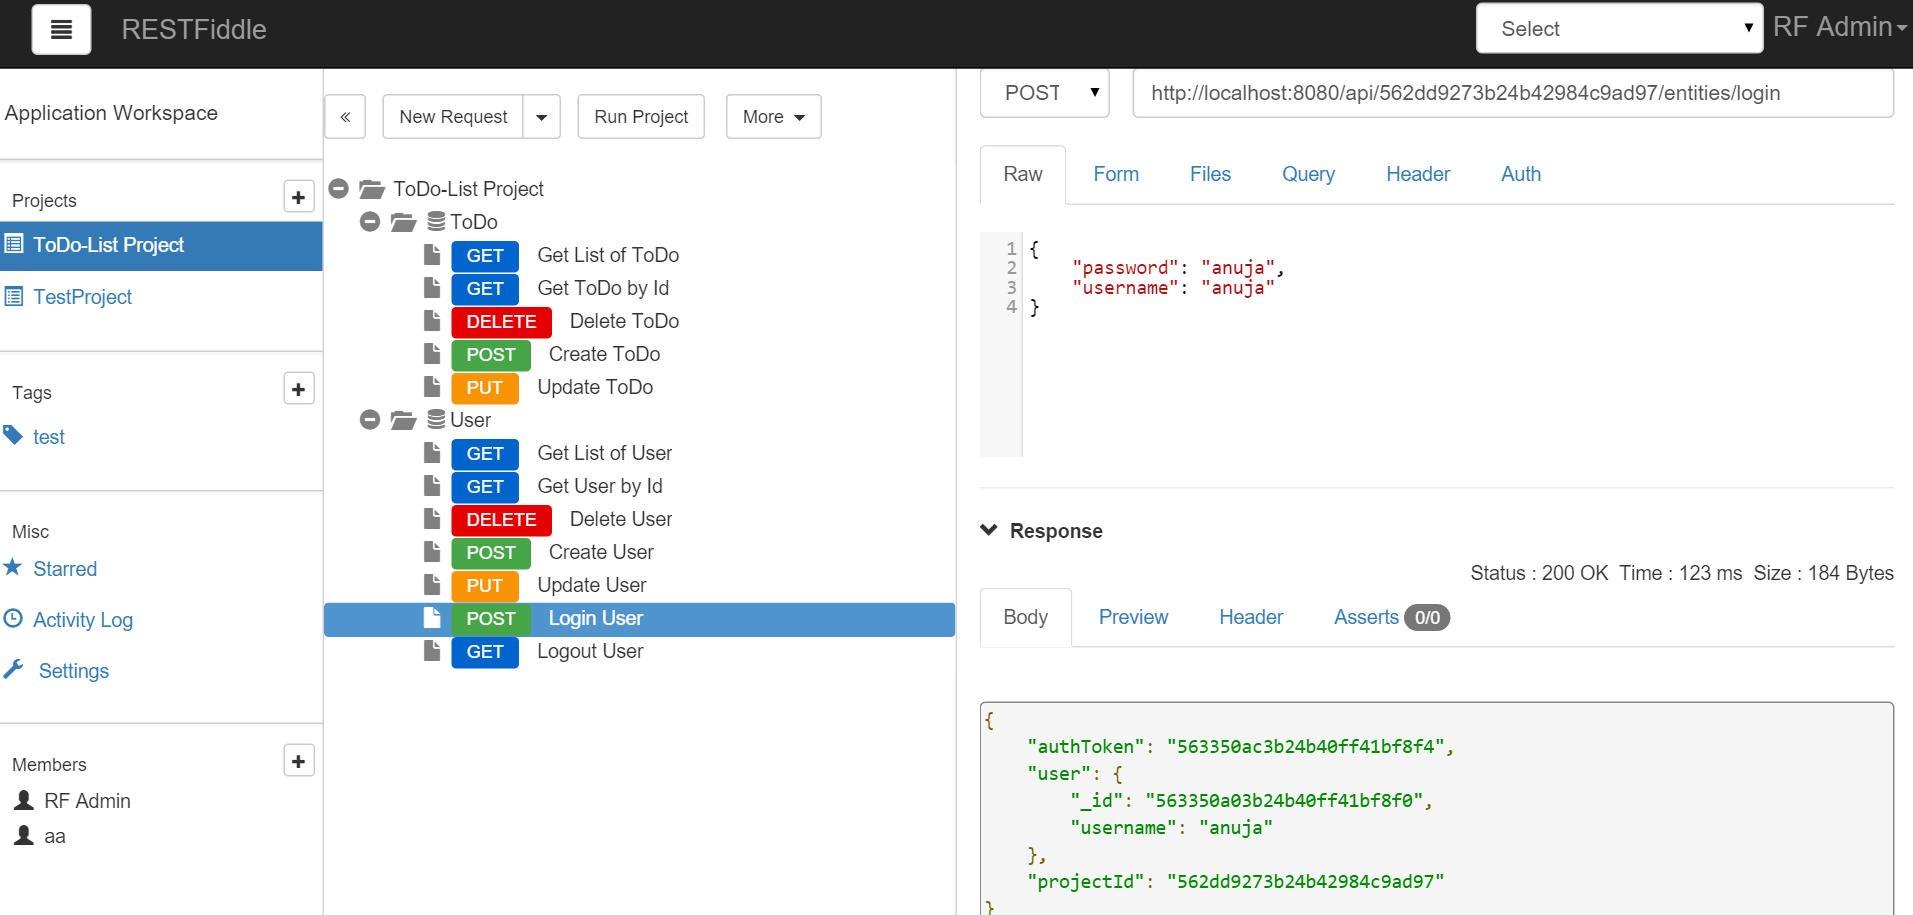 RESTFiddle
Select
RF Admin
Application Workspace
Projects
ToDo-List Project
TestProject
Tags
test
Misc
Starred
Activity Log
Settings
Members
RF Admin
aa
«
New Request
Run Project
More
ToDo-List Project
ToDo
GET Get List of ToDo
GET Get ToDo by Id
DELETE Delete ToDo
POST Create ToDo
PUT Update ToDo
User
GET Get List of User
GET Get User by Id
DELETE Delete User
POST Create User
PUT Update User
POST Login User
GET Logout User
POST http://localhost:8080/api/562dd9273b24b42984c9ad97/entities/login
Raw Form Files Query Header Auth
1 {
2 "password": "anuja",
3 "username": "anuja"
4 }
Response
Status : 200 OK Time : 123 ms Size : 184 Bytes
Body Preview Header Asserts 0/0
{
"authToken": "563350ac3b24b40ff41bf8f4",
"user": {
"_id": "563350a03b24b40ff41bf8f0",
"username": "anuja"
},
"projectId": "562dd9273b24b42984c9ad97"
}